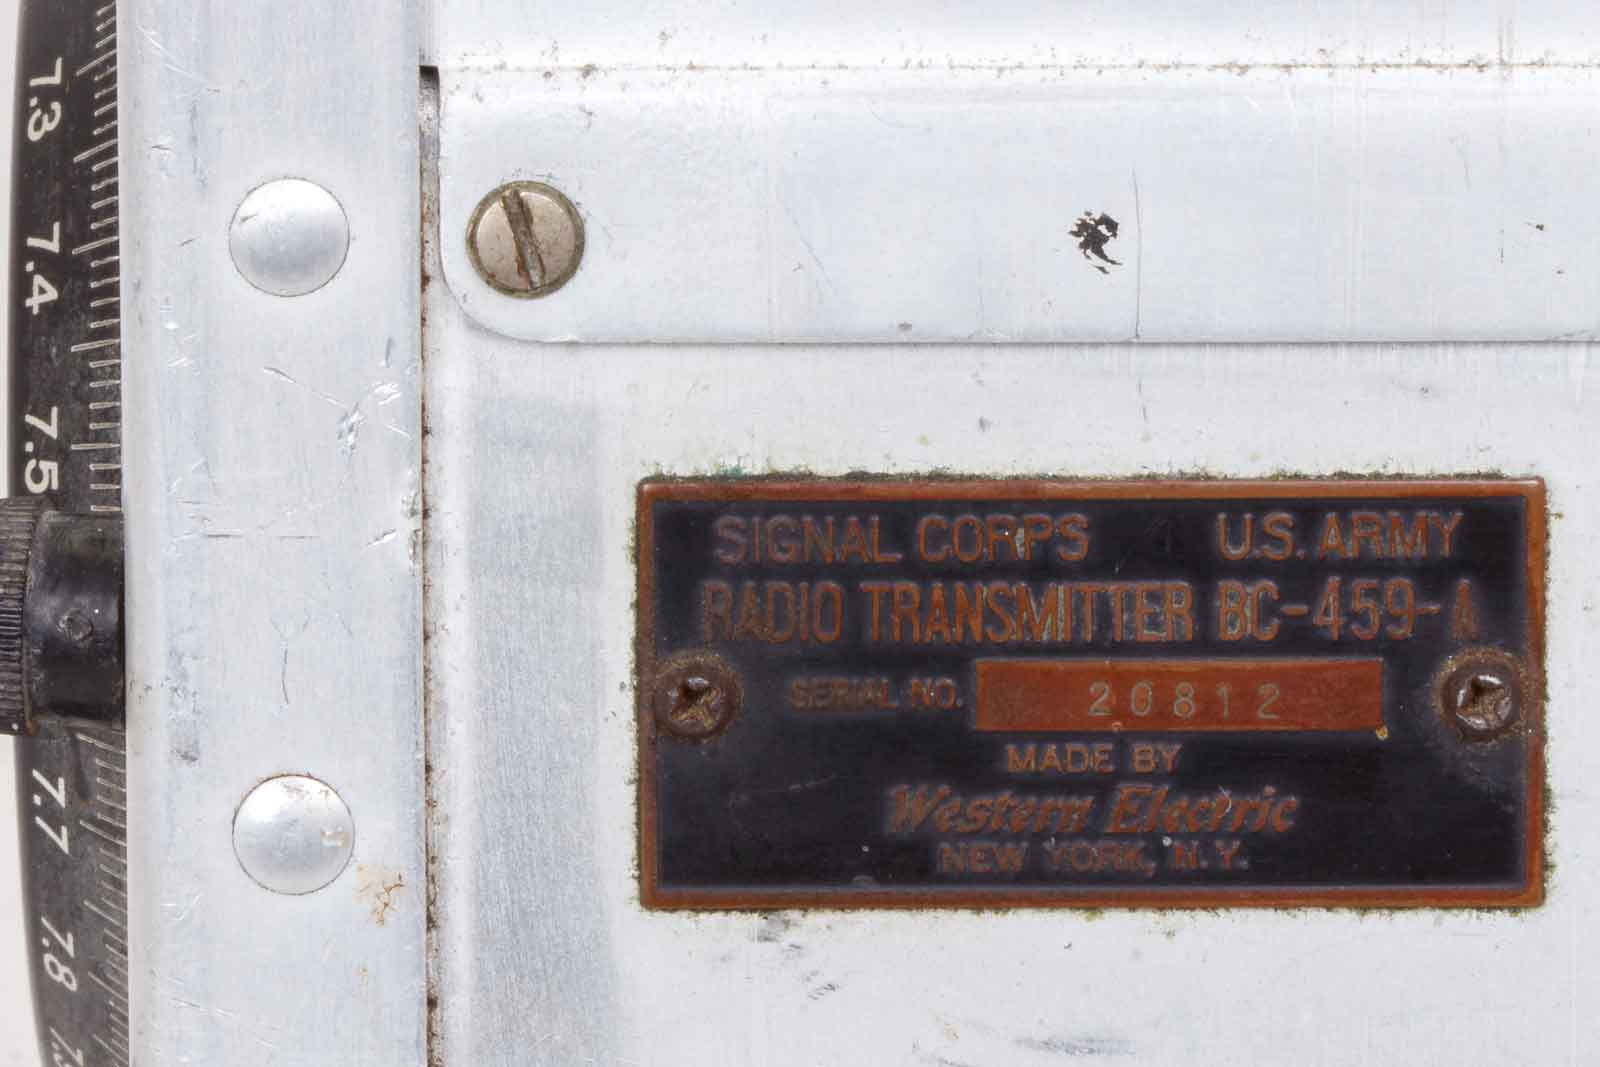 7.3
7.4
7.5
7.7
7.8
SIGNAL CORPS U.S. ARMY
RADIO TRANSMITTER BC-459-A
SERIAL NO. 20812
MADE BY
Western Electric
NEW YORK, N.Y.